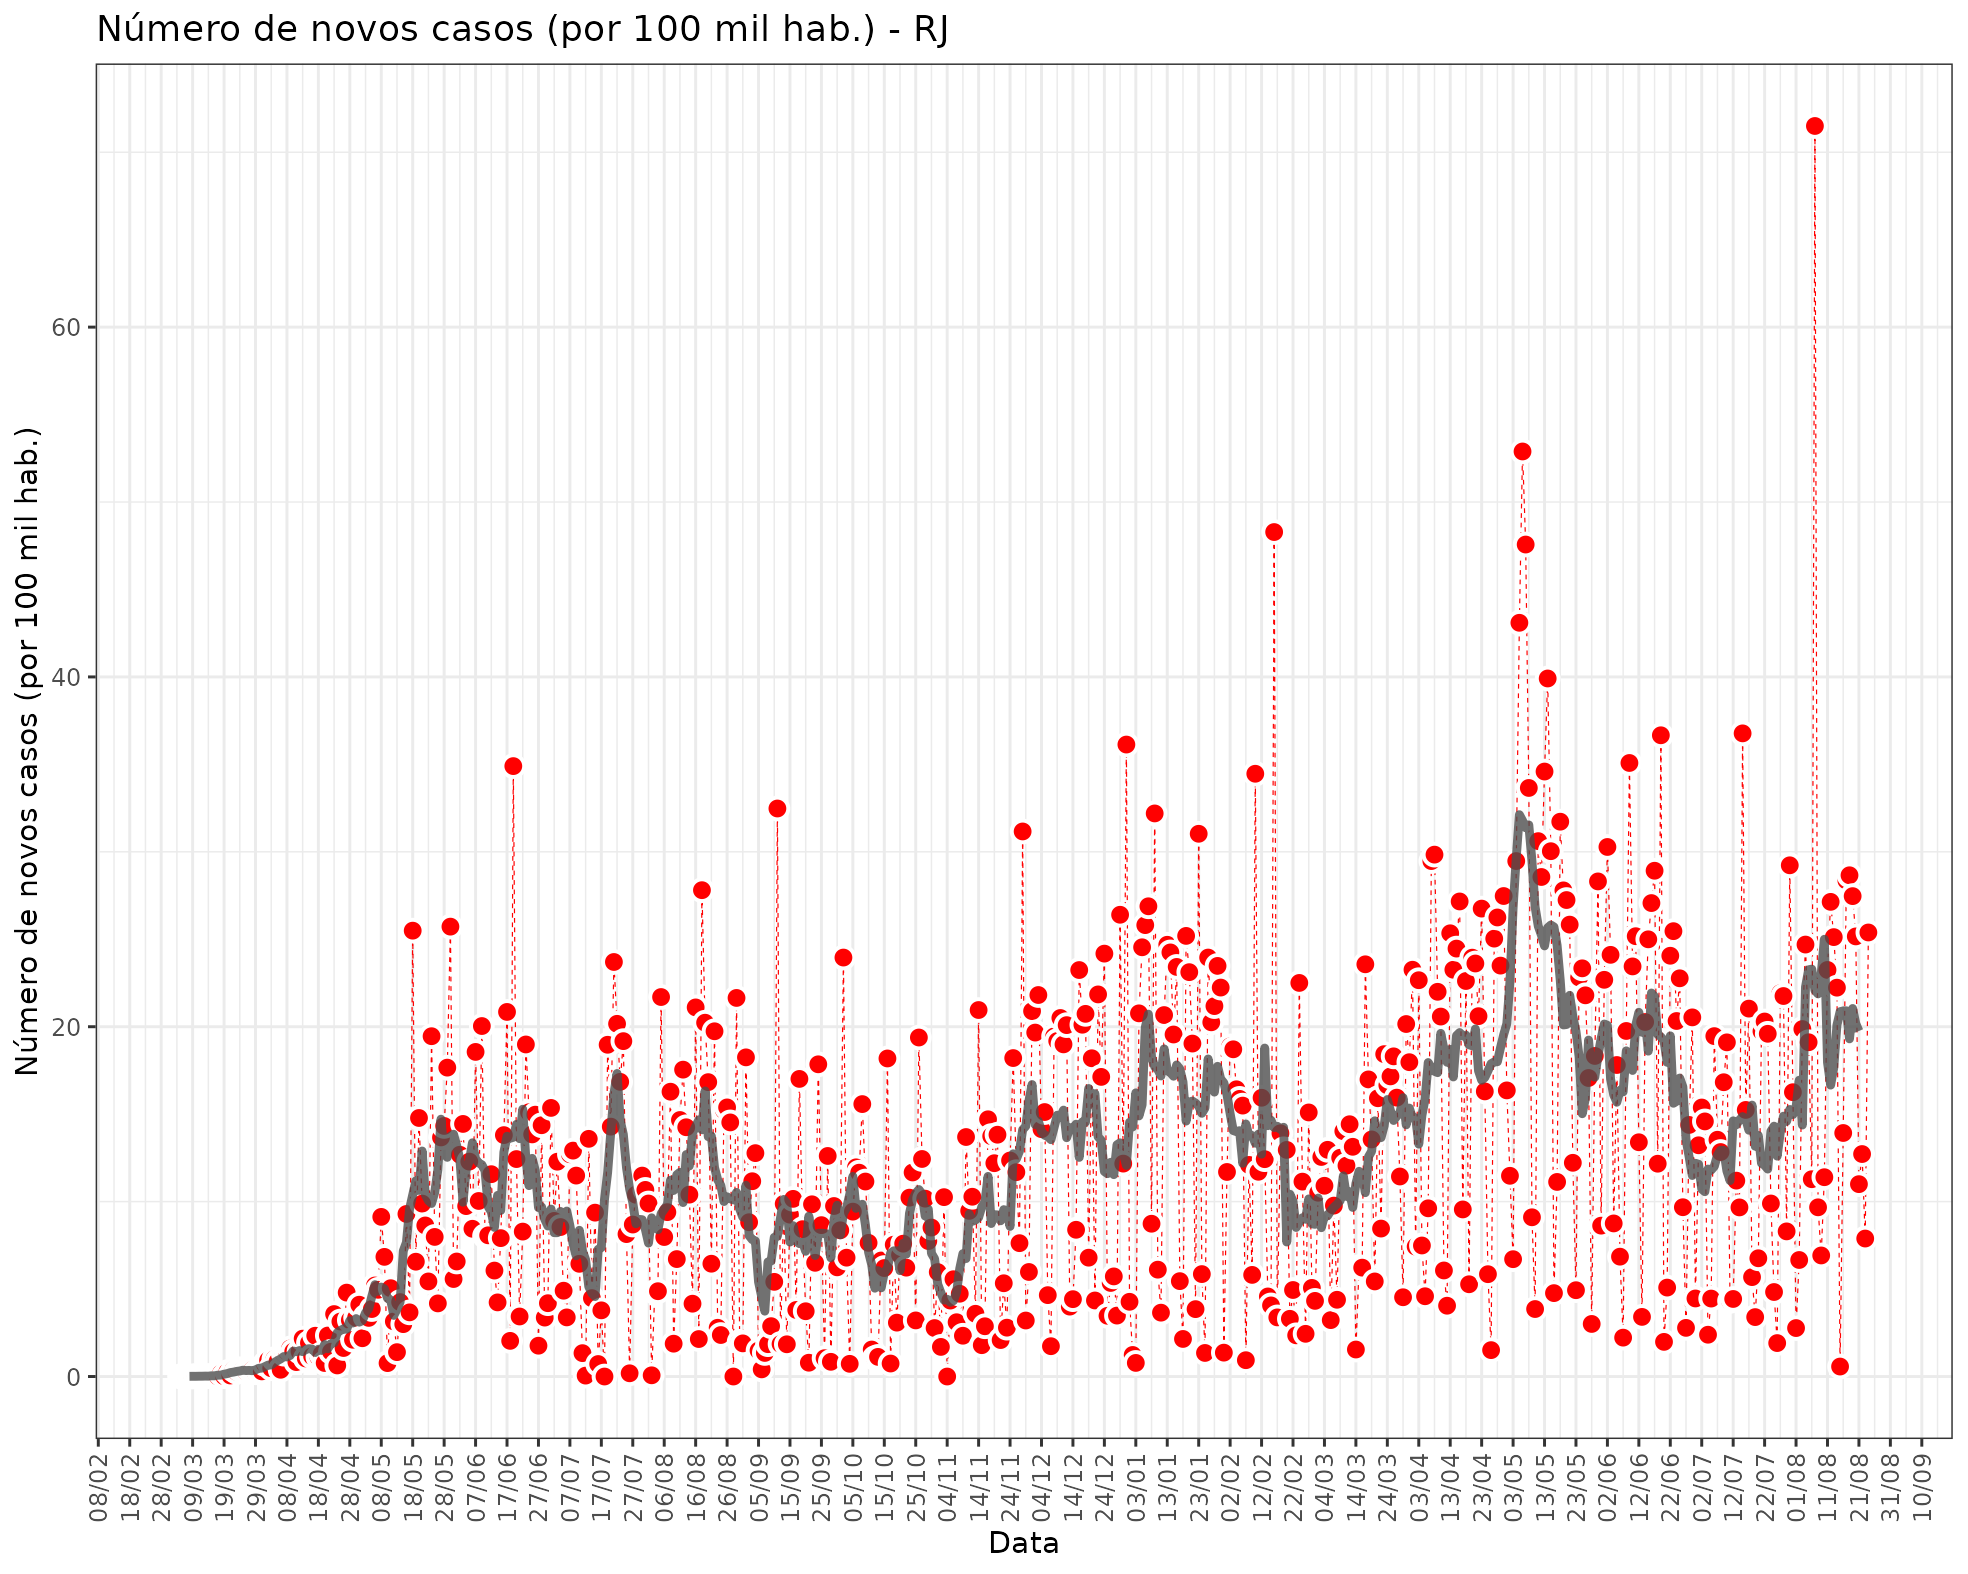 Número de novos casos (por 100 mil hab.) - RJ
Número de novos casos (por 100 mil hab.)
60
40
20
0
08/02 18/02 28/02 09/03 19/03 29/03 08/04 18/04 28/04 08/05 18/05 28/05 07/06 17/06 27/06 07/07 17/07 27/07 06/08 16/08 26/08 05/09 15/09 25/09 05/10 15/10 25/10 04/11 14/11 24/11 04/12 14/12 24/12 03/01 13/01 23/01 02/02 12/02 22/02 04/03 14/03 24/03 03/04 13/04 23/04 03/05 13/05 23/05 02/06 12/06 22/06 02/07 12/07 22/07 01/08 11/08 21/08 31/08 10/09
Data